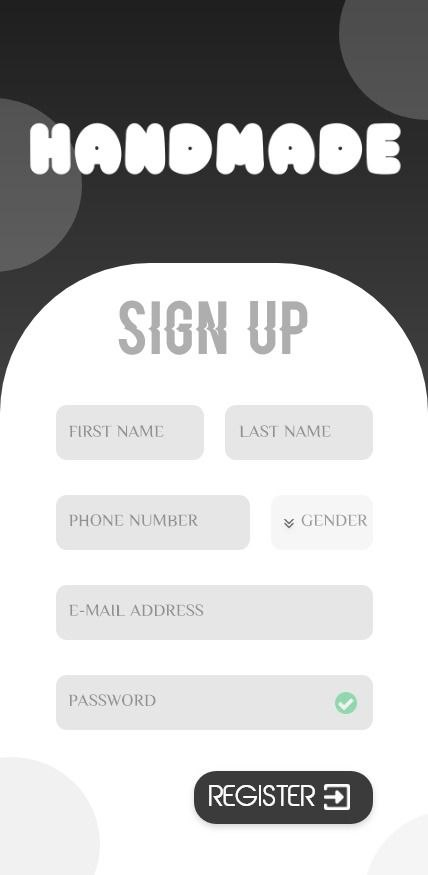 HANDMADE
SIGN UP
FIRST NAME LAST NAME
PHONE NUMBER GENDER
E-MAIL ADDRESS
PASSWORD
REGISTER